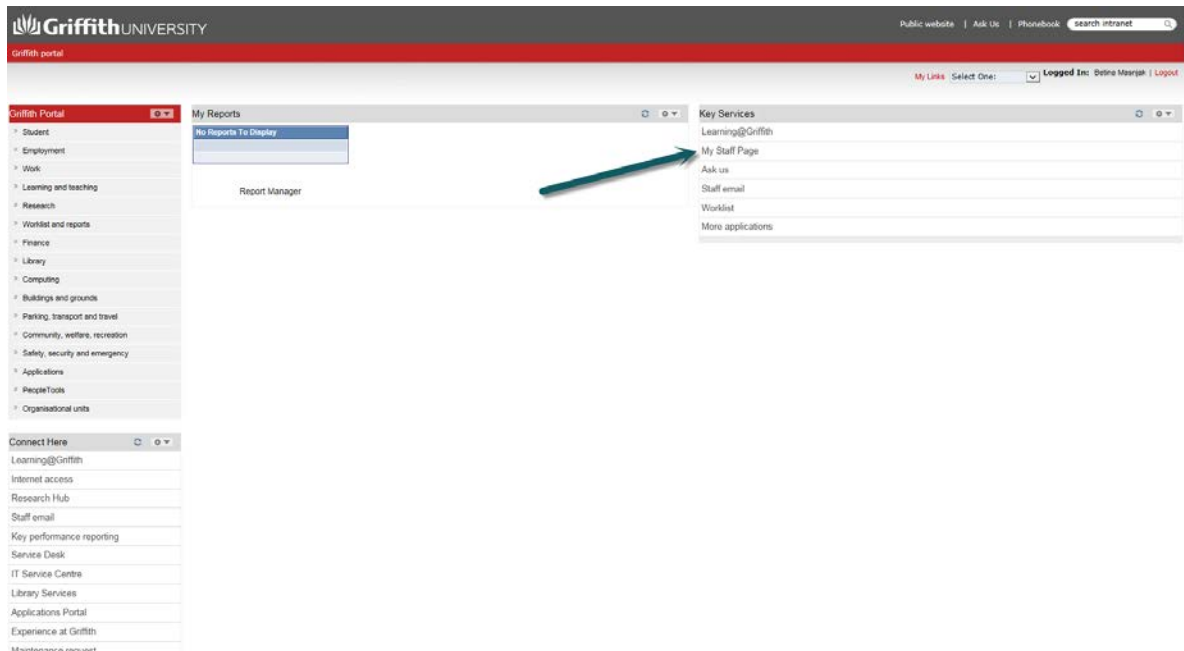 Griffith UNIVERSITY
Public website | Ask Us | Phonebook search intranet
Griffith portal
My Links Select One: Logged In: Betina Masnjak | Logout
Griffith Portal
Student
Employment
Work
Learning and teaching
Research
Worklist and reports
Finance
Library
Computing
Buildings and grounds
Parking, transport and travel
Community, welfare, recreation
Safety, security and emergency
Applications
PeopleTools
Organisational units
Connect Here
Learning@Griffith
Internet access
Research Hub
Staff email
Key performance reporting
Service Desk
IT Service Centre
Library Services
Applications Portal
Experience at Griffith
Maintenance request
My Reports
No Reports To Display
Report Manager
Key Services
Learning@Griffith
My Staff Page
Ask us
Staff email
Worklist
More applications